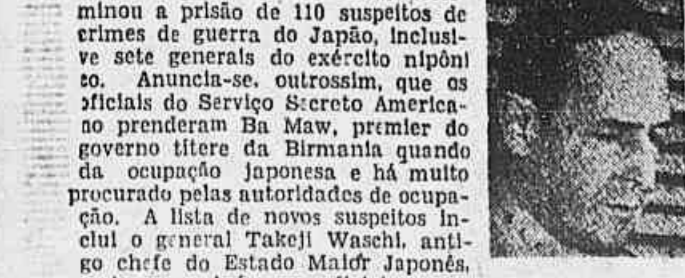 minou a prisão de 110 suspeitos de
crimes de guerra do Japão, inclusi-
ve sete generais do exército nipôni
co. Anuncia-se, outrossim, que os
oficiais do Serviço Secreto America-
no prenderam Ba Maw, premier do
governo títere da Birmania quando
da ocupação japonesa e há muito
procurado pelas autoridades de ocupa-
ção. A lista de novos suspeitos in-
clui o general Takeji Waschi, anti-
go chefe do Estado Maior Japonês,